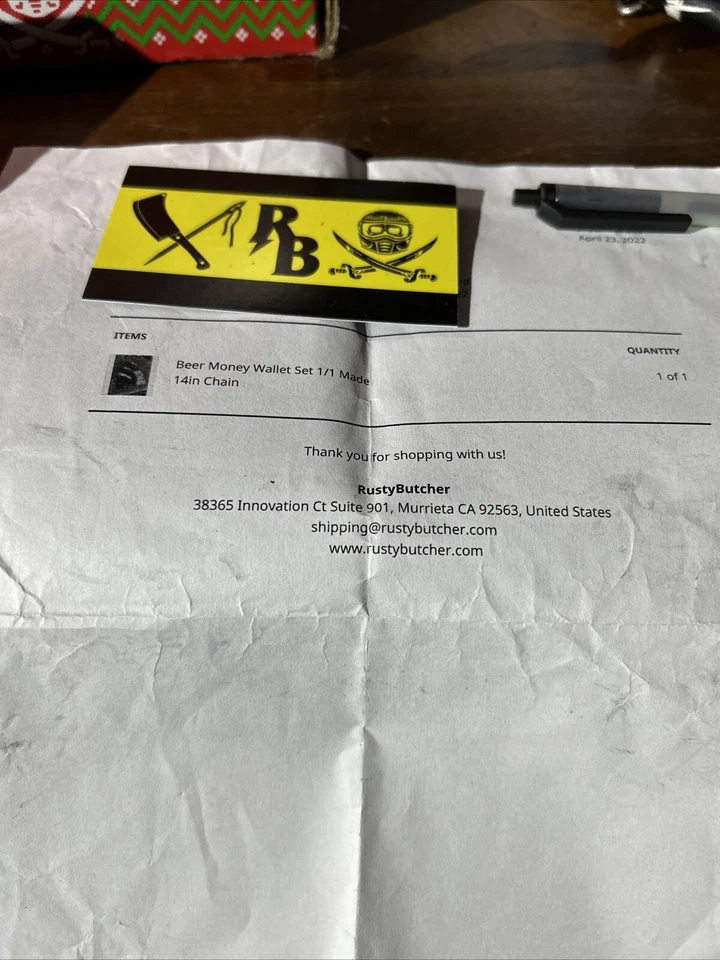 RB
April 23, 2022
ITEMS
QUANTITY
Beer Money Wallet Set 1/1 Made
14in Chain
1 of 1
Thank you for shopping with us!
RustyButcher
38365 Innovation Ct Suite 901, Murrieta CA 92563, United States
shipping@rustybutcher.com
www.rustybutcher.com